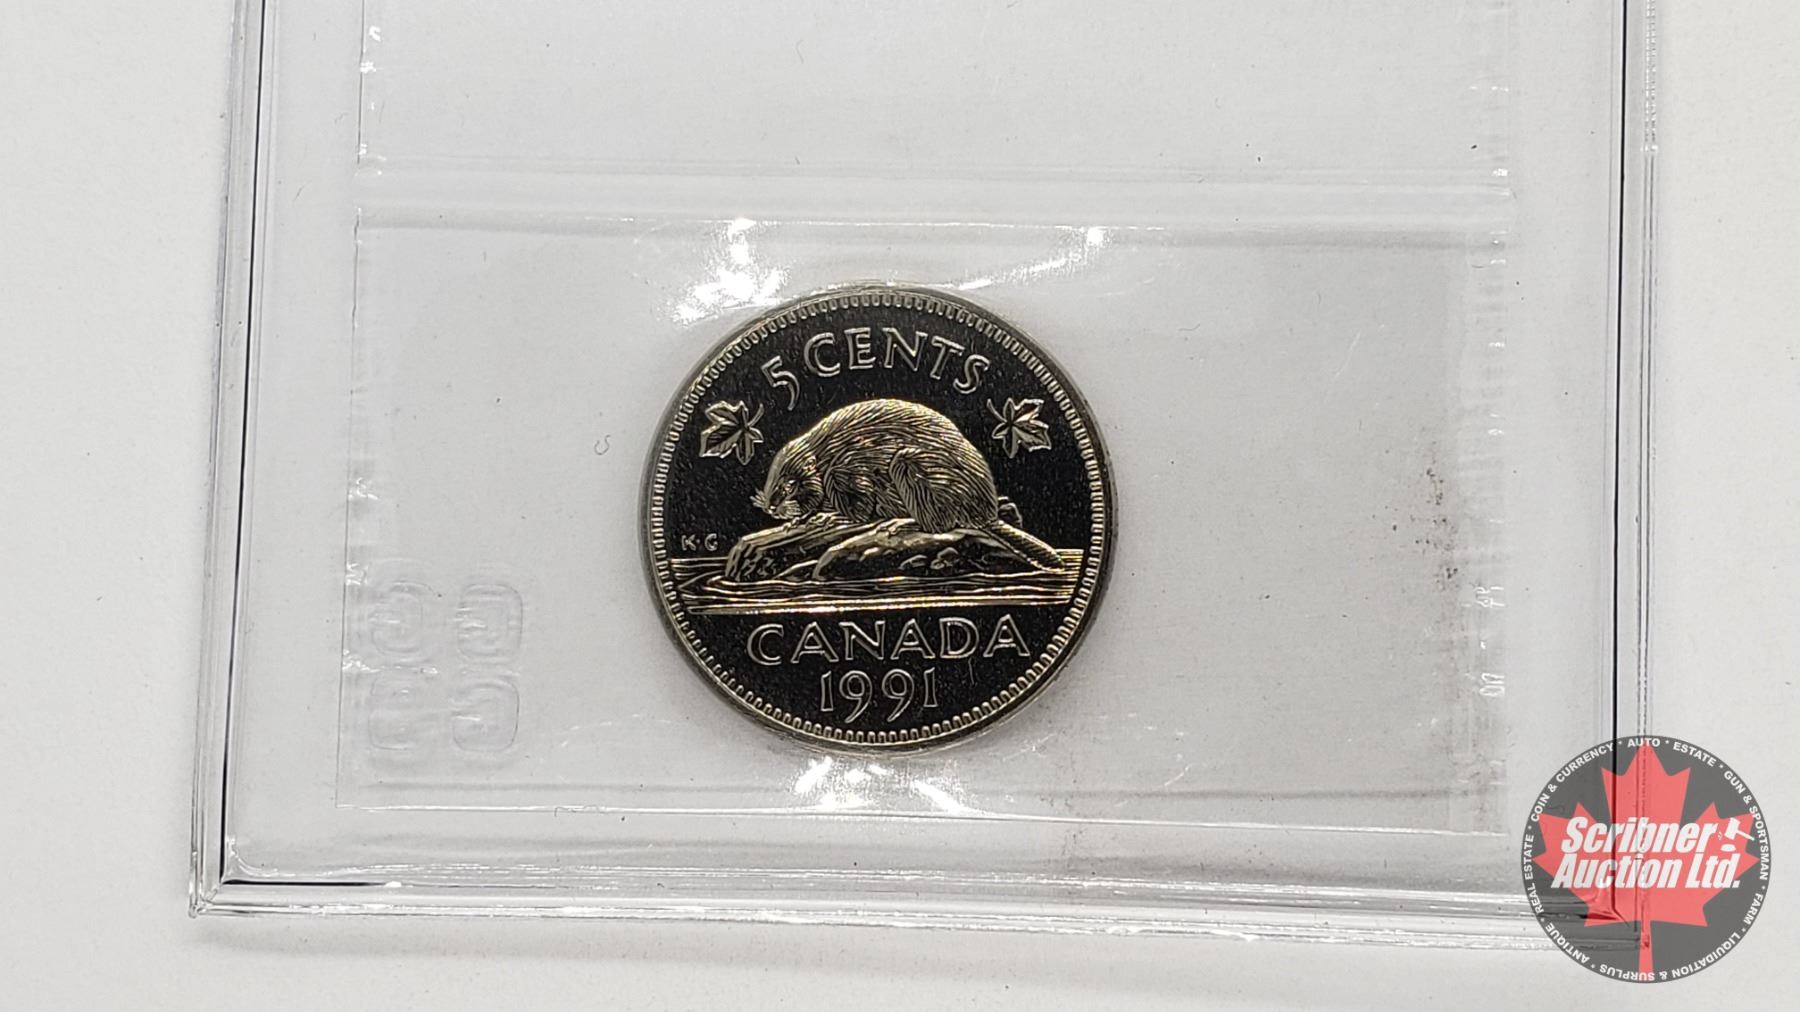 5 CENTS
K·G
CANADA
1991
ANTIQUE * REAL ESTATE * COIN & CURRENCY * AUTO * ESTATE * GUN & SPORTSMAN * FARM * LIQUIDATION & SURPLUS *
Scribner
Auction Ltd.